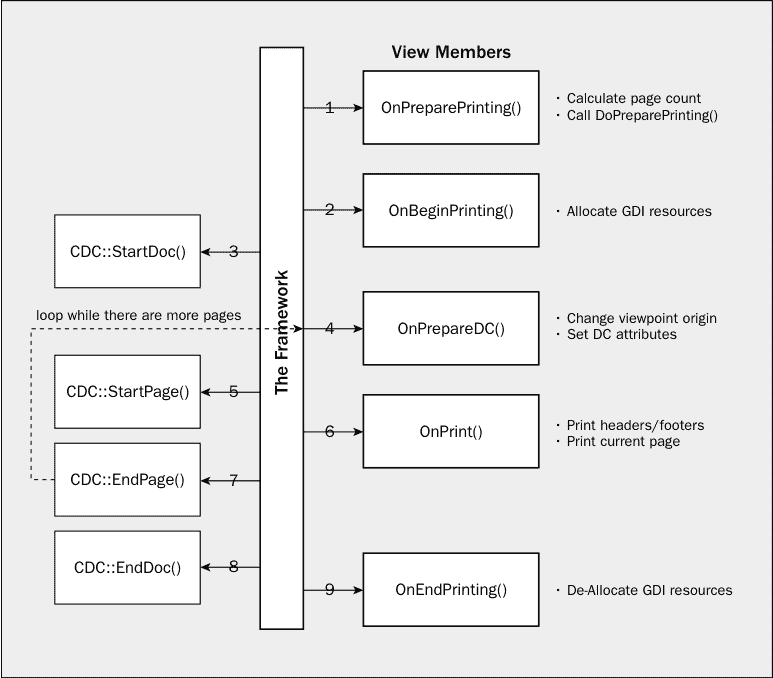 View Members
1
OnPreparePrinting()
· Calculate page count
· Call DoPreparePrinting()
2
OnBeginPrinting()
· Allocate GDI resources
CDC::StartDoc()
3
The Framework
loop while there are more pages
4
OnPrepareDC()
· Change viewpoint origin
· Set DC attributes
CDC::StartPage()
5
6
OnPrint()
· Print headers/footers
· Print current page
CDC::EndPage()
7
CDC::EndDoc()
8
9
OnEndPrinting()
· De-Allocate GDI resources